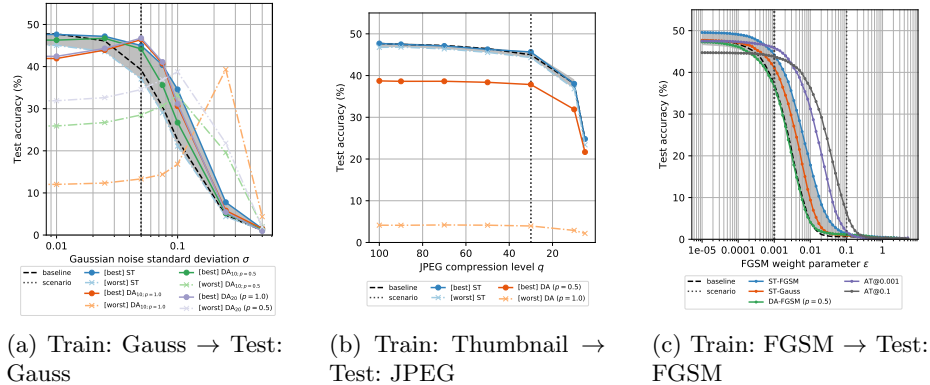 50
40
30
20
10
0
Test accuracy (%)
0.01
0.1
Gaussian noise standard deviation σ
baseline
scenario
[best] ST
[worst] ST
[best] DA10; p=1.0
[worst] DA10; p=1.0
[best] DA10; p=0.5
[worst] DA10; p=0.5
[best] DA20 (p=1.0)
[worst] DA20 (p=0.5)
(a) Train: Gauss → Test:
Gauss
50
40
30
20
10
0
Test accuracy (%)
100 80 60 40 20
JPEG compression level q
baseline
scenario
[best] ST
[worst] ST
[best] DA (p=0.5)
[worst] DA (p=1.0)
(b) Train: Thumbnail →
Test: JPEG
50
40
30
20
10
0
Test accuracy (%)
1e-05 0.0001 0.001 0.01 0.1 1
FGSM weight parameter ε
baseline
scenario
ST-FGSM
ST-Gauss
DA-FGSM (p=0.5)
AT@0.001
AT@0.1
(c) Train: FGSM → Test:
FGSM